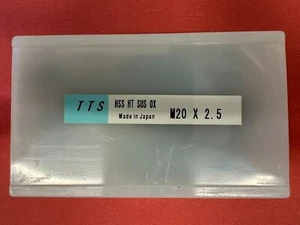 TTS
HSS HT SUS OX
Made in Japan
M20 X 2.5